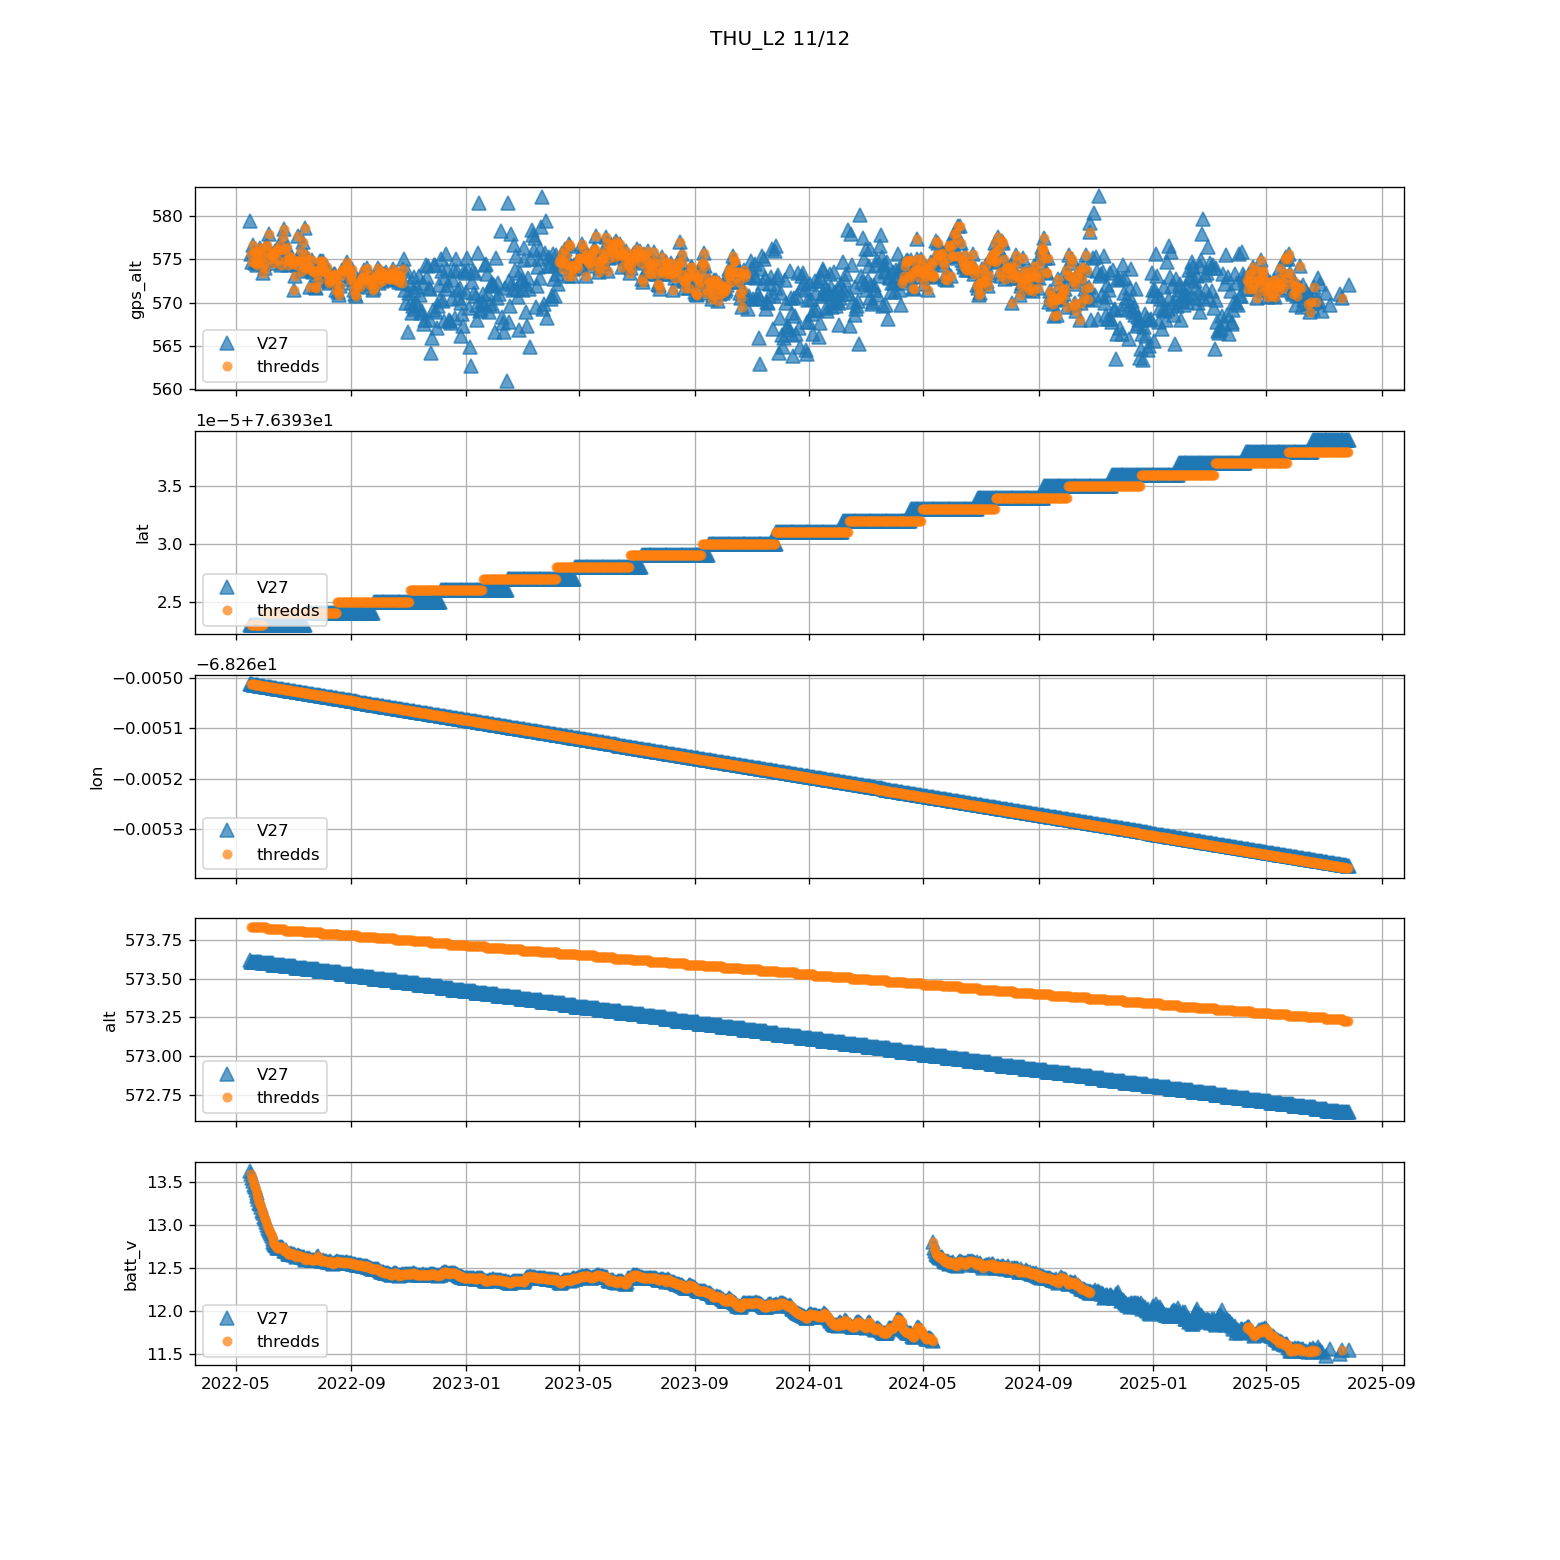 THU_L2 11/12
580
575
570
565
560
gps_alt
V27
thredds
1e−5+7.6393e1
3.5
3.0
2.5
lat
V27
thredds
−6.826e1
−0.0050
−0.0051
−0.0052
−0.0053
lon
V27
thredds
573.75
573.50
573.25
573.00
572.75
alt
V27
thredds
13.5
13.0
12.5
12.0
11.5
batt_v
V27
thredds
2022-05 2022-09 2023-01 2023-05 2023-09 2024-01 2024-05 2024-09 2025-01 2025-05 2025-09